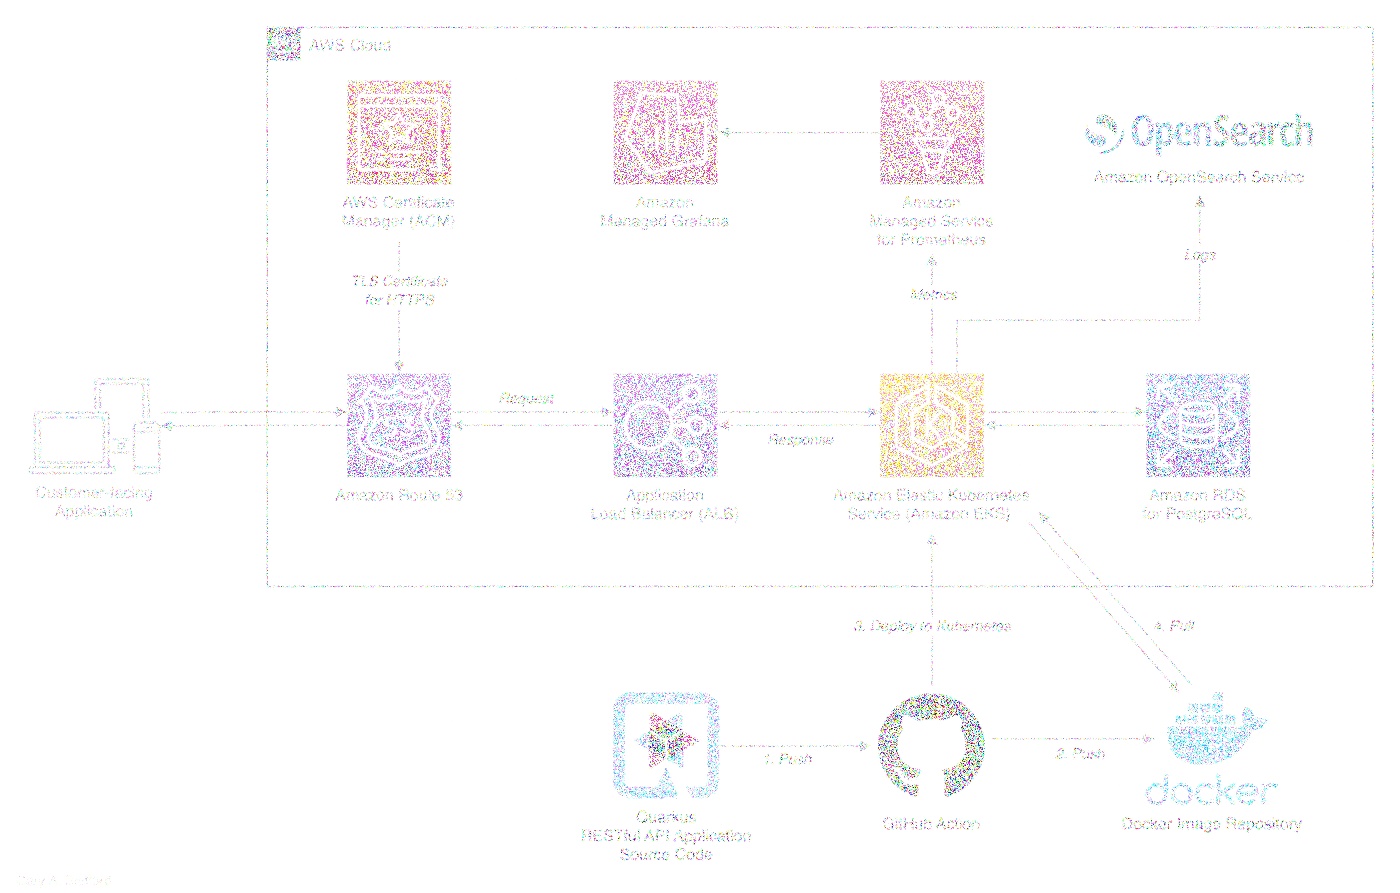 AWS Cloud
OpenSearch
Amazon OpenSearch Service
AWS Certificate
Manager (ACM)
Amazon
Managed Grafana
Amazon
Managed Service
for Prometheus
Logs
TLS Certificate
for HTTPS
Metrics
Request
Response
Customer-facing
Application
Amazon Route 53
Application
Load Balancer (ALB)
Amazon Elastic Kubernetes
Service (Amazon EKS)
Amazon RDS
for PostgreSQL
3. Deploy to Kubernetes
4. Pull
1. Push
2. Push
docker
Quarkus
RESTful API Application
Source Code
GitHub Action
Docker Image Repository